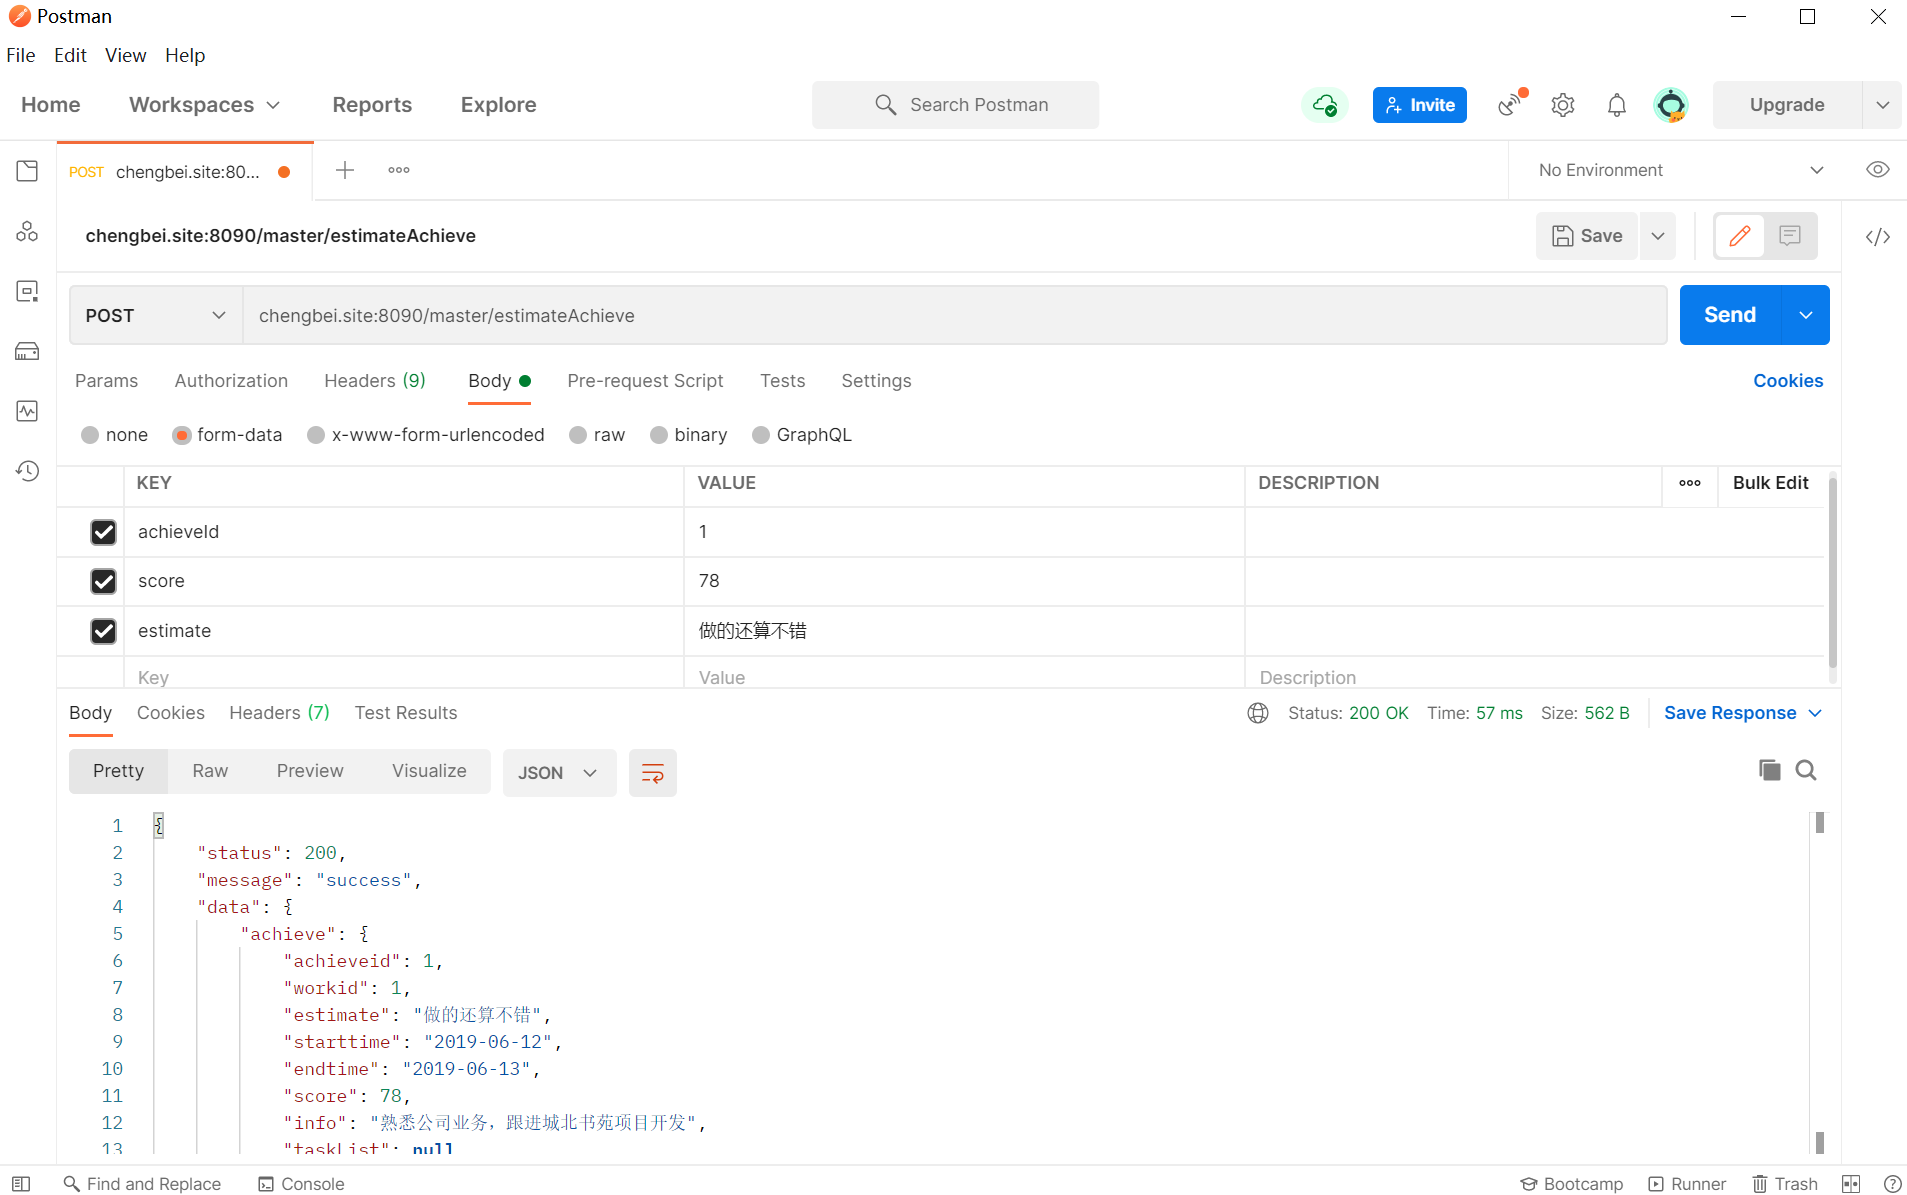 Postman
File Edit View Help
Home Workspaces Reports Explore Search Postman Invite Upgrade
POST chengbei.site:80... No Environment
chengbei.site:8090/master/estimateAchieve Save
POST chengbei.site:8090/master/estimateAchieve Send
Params Authorization Headers (9) Body Pre-request Script Tests Settings Cookies
none form-data x-www-form-urlencoded raw binary GraphQL
KEY VALUE DESCRIPTION Bulk Edit
achieveId 1
score 78
estimate 做的还算不错
Key Value Description
Body Cookies Headers (7) Test Results Status: 200 OK Time: 57 ms Size: 562 B Save Response
Pretty Raw Preview Visualize JSON
1 {
2 "status": 200,
3 "message": "success",
4 "data": {
5 "achieve": {
6 "achieveid": 1,
7 "workid": 1,
8 "estimate": "做的还算不错",
9 "starttime": "2019-06-12",
10 "endtime": "2019-06-13",
11 "score": 78,
12 "info": "熟悉公司业务，跟进城北书苑项目开发",
13 "taskList": null
Find and Replace Console Bootcamp Runner Trash